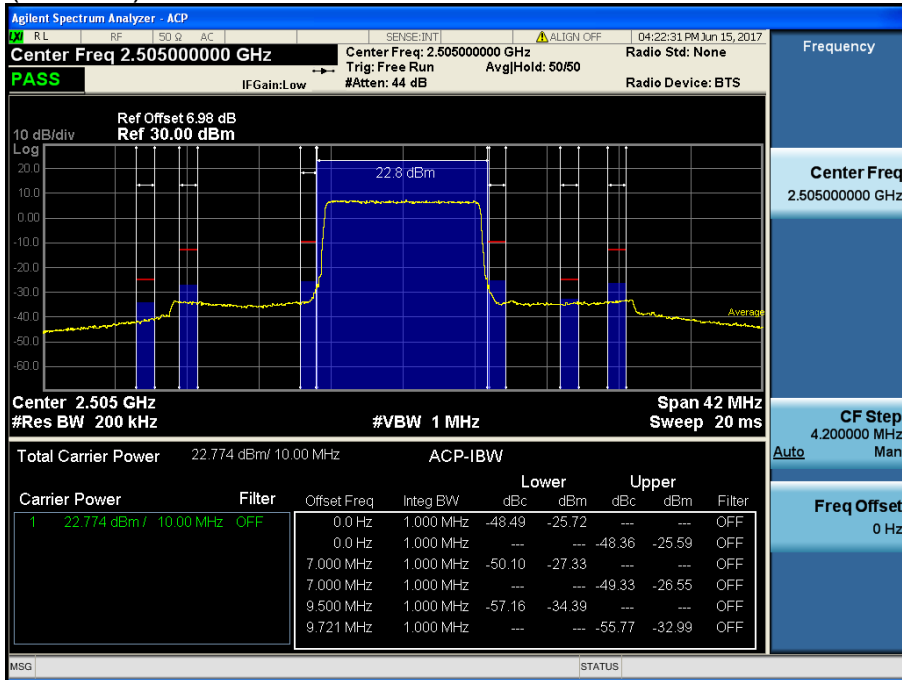 Agilent Spectrum Analyzer - ACP
LXI RL RF 50 Ω AC SENSE:INT ALIGN OFF 04:22:31 PM Jun 15, 2017
Center Freq 2.505000000 GHz Center Freq: 2.505000000 GHz Radio Std: None Frequency
Trig: Free Run Avg|Hold: 50/50
PASS IFGain:Low #Atten: 44 dB Radio Device: BTS
Ref Offset 6.98 dB
10 dB/div Ref 30.00 dBm
Log
20.0
22.8 dBm
10.0
0.00
-10.0
-20.0
-30.0
-40.0
Average
-50.0
-60.0
Center Freq
2.505000000 GHz
Center 2.505 GHz Span 42 MHz
#Res BW 200 kHz #VBW 1 MHz Sweep 20 ms
CF Step
4.200000 MHz
Auto Man
Total Carrier Power 22.774 dBm/ 10.00 MHz ACP-IBW
Lower Upper
Carrier Power Filter Offset Freq Integ BW dBc dBm dBc dBm Filter
1 22.774 dBm / 10.00 MHz OFF 0.0 Hz 1.000 MHz -48.49 -25.72 --- --- OFF
0.0 Hz 1.000 MHz --- --- -48.36 -25.59 OFF
7.000 MHz 1.000 MHz -50.10 -27.33 --- --- OFF
7.000 MHz 1.000 MHz --- --- -49.33 -26.55 OFF
9.500 MHz 1.000 MHz -57.16 -34.39 --- --- OFF
9.721 MHz 1.000 MHz --- --- -55.77 -32.99 OFF
Freq Offset
0 Hz
MSG STATUS